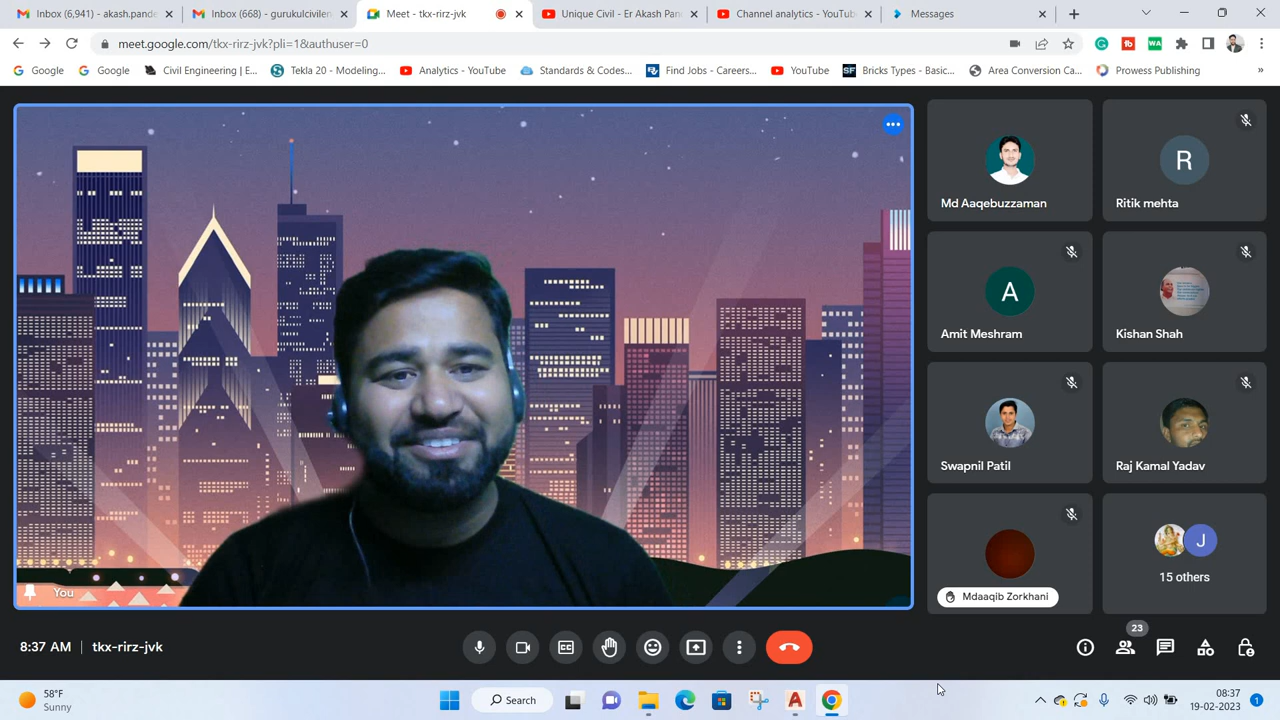 Inbox (6,941) - akash.pande
Inbox (668) - gurukulcivilen
Meet - tkx-rirz-jvk
Unique Civil - Er Akash Pan
Channel analytics - YouTube
Messages
meet.google.com/tkx-rirz-jvk?pli=1&authuser=0
Google
Google
Civil Engineering | E...
Tekla 20 - Modeling...
Analytics - YouTube
Standards & Codes...
Find Jobs - Careers...
YouTube
Bricks Types - Basic...
Area Conversion Ca...
Prowess Publishing
»
Md Aaqebuzzaman
R
Ritik mehta
A
Amit Meshram
Kishan Shah
Swapnil Patil
Raj Kamal Yadav
Mdaaqib Zorkhani
J
15 others
You
8:37 AM
tkx-rirz-jvk
CC
23
58°F
Sunny
Search
08:37
19-02-2023
1